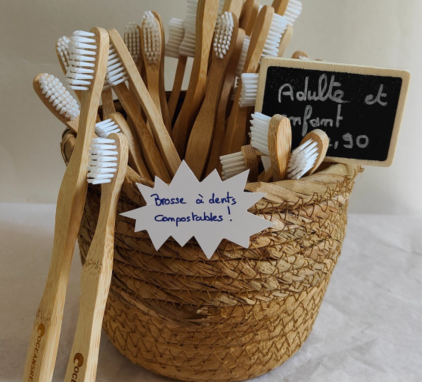 Adulte et
enfant
,90
Brosse à dents
Compostables !